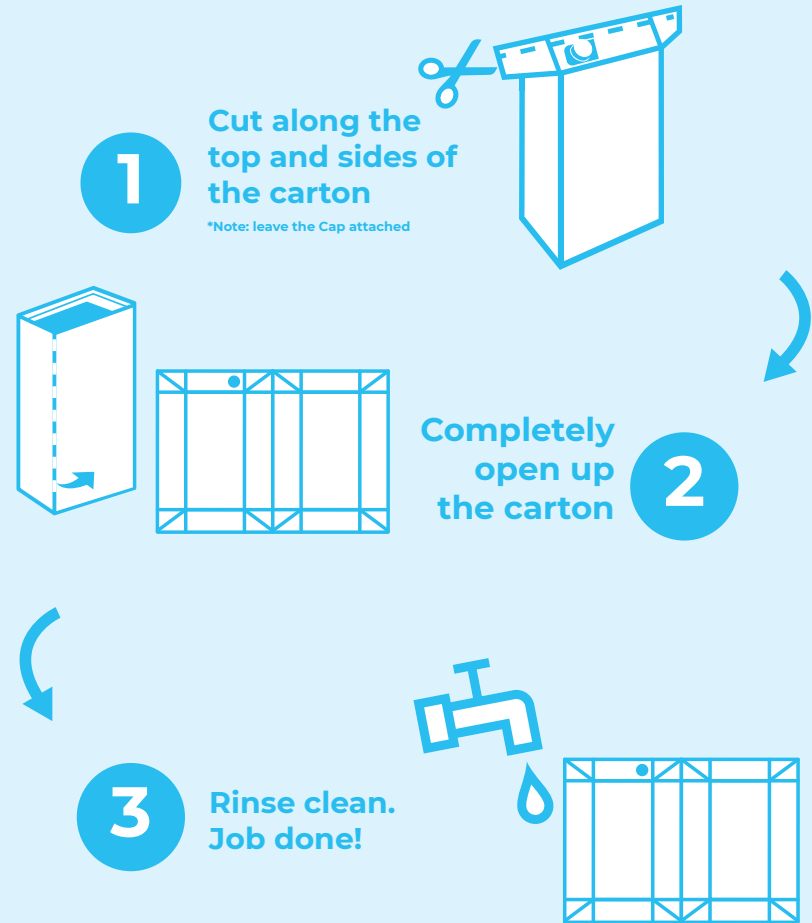 1
Cut along the
top and sides of
the carton
*Note: leave the Cap attached
Completely
open up
the carton
2
3
Rinse clean.
Job done!